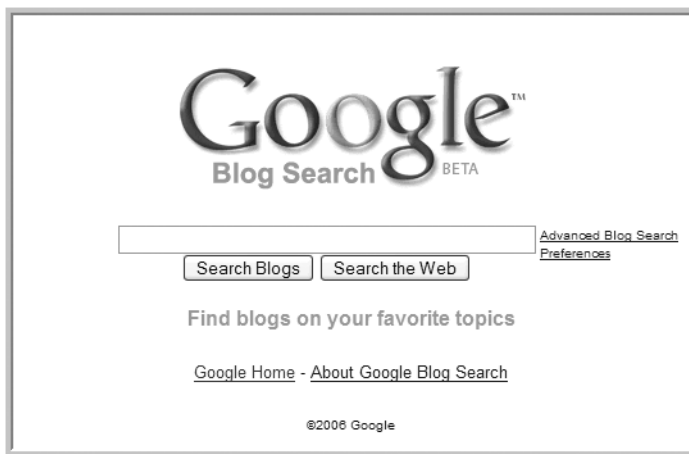 Google™
Blog Search BETA
Advanced Blog Search
Preferences
Search Blogs Search the Web
Find blogs on your favorite topics
Google Home - About Google Blog Search
©2006 Google